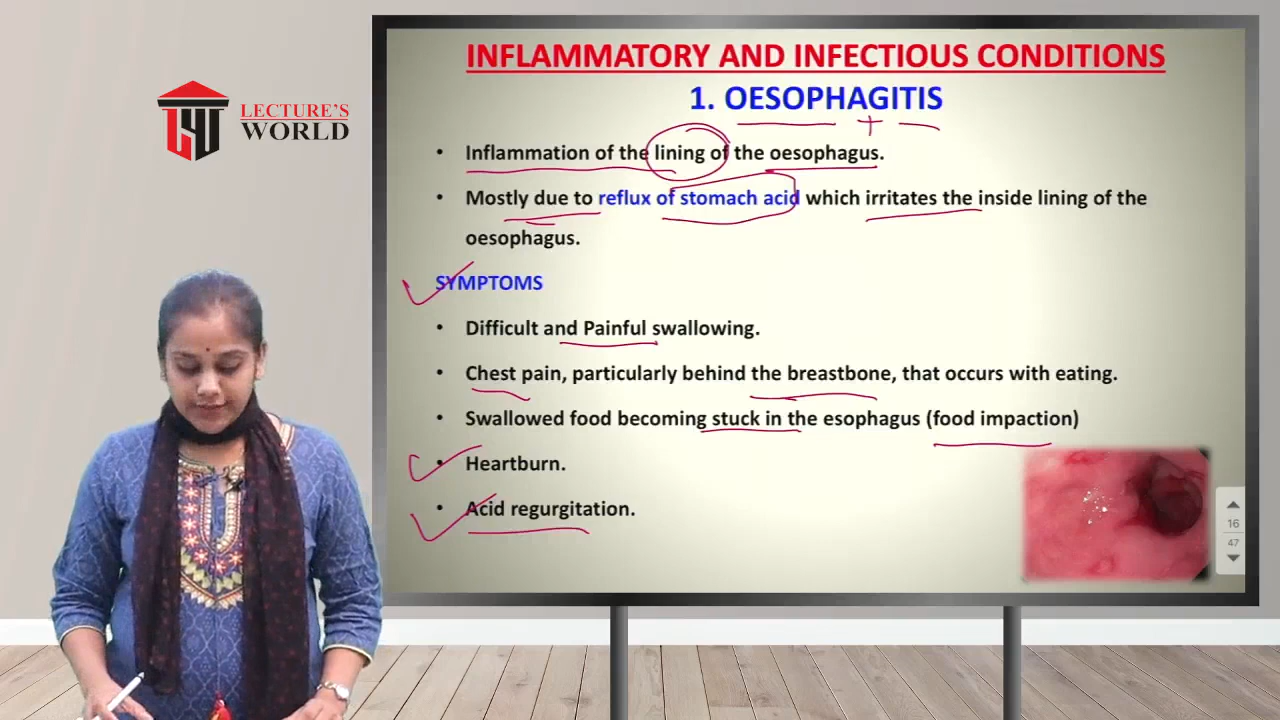 LECTURE'S
WORLD
INFLAMMATORY AND INFECTIOUS CONDITIONS
1. OESOPHAGITIS
• Inflammation of the lining of the oesophagus.
• Mostly due to reflux of stomach acid which irritates the inside lining of the
oesophagus.
SYMPTOMS
• Difficult and Painful swallowing.
• Chest pain, particularly behind the breastbone, that occurs with eating.
• Swallowed food becoming stuck in the esophagus (food impaction)
• Heartburn.
• Acid regurgitation.
16
47